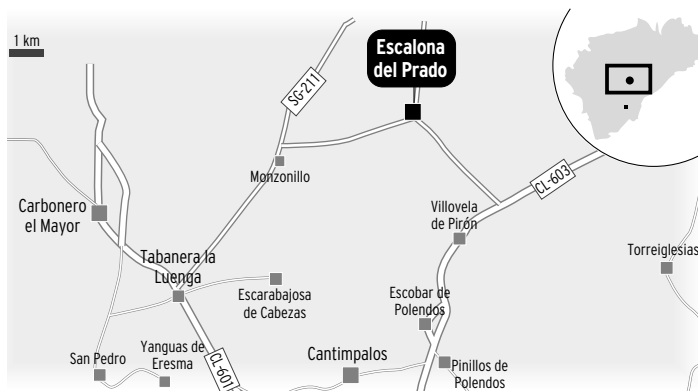 1 km
Escalona
del Prado
SG-211
Monzonillo
CL-603
Carbonero
el Mayor
Villovela
de Pirón
Tabanera la
Luenga
Torreiglesias
Escarabajosa
de Cabezas
Escobar de
Polendos
San Pedro
Yanguas de
Eresma
CL-601
Cantimpalos
Pinillos de
Polendos